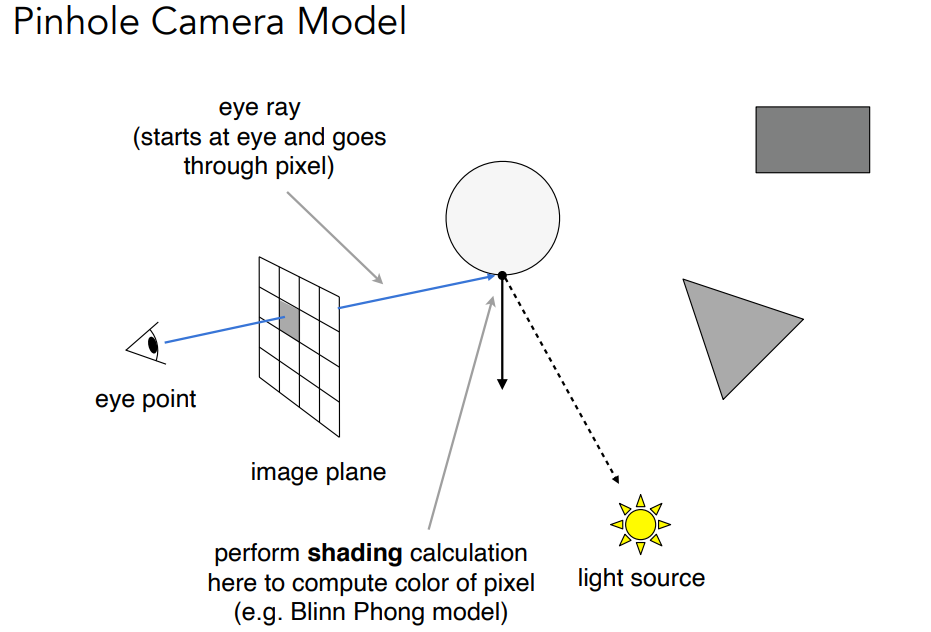 Pinhole Camera Model
eye ray
(starts at eye and goes
through pixel)
eye point
image plane
perform shading calculation
here to compute color of pixel
(e.g. Blinn Phong model)
light source